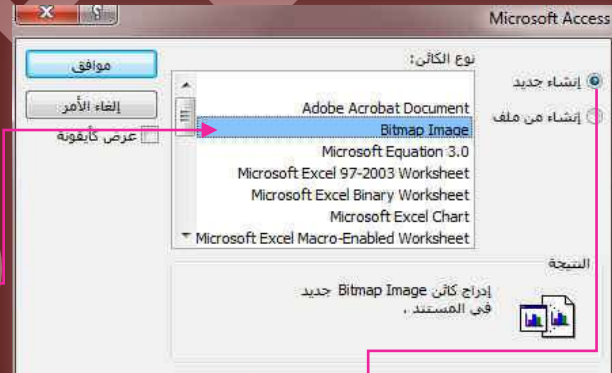 Microsoft Access
إنشاء جديد
إنشاء من ملف
نوع الكائن:
Adobe Acrobat Document
Bitmap Image
Microsoft Equation 3.0
Microsoft Excel 97-2003 Worksheet
Microsoft Excel Binary Worksheet
Microsoft Excel Chart
Microsoft Excel Macro-Enabled Worksheet
موافق
إلغاء الأمر
عرض كأيقونة
النتيجة
إدراج كائن Bitmap Image جديد
في المستند .